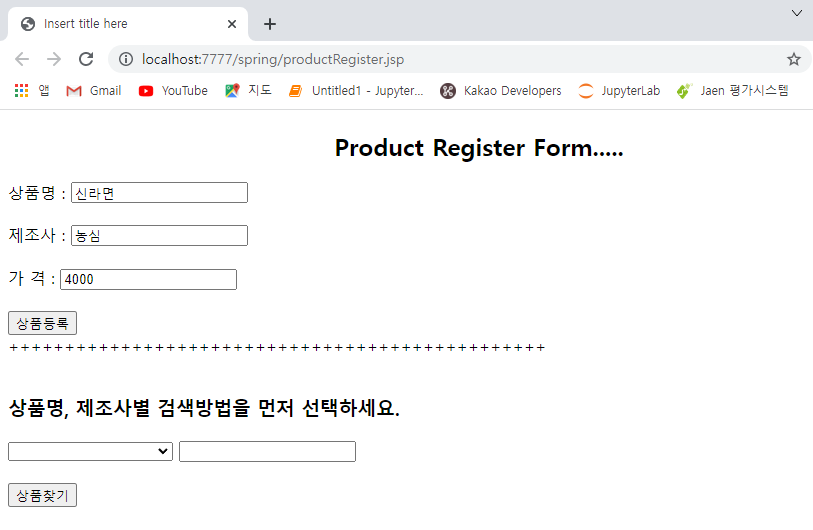 Insert title here
localhost:7777/spring/productRegister.jsp
앱 Gmail YouTube 지도 Untitled1 - Jupyter... Kakao Developers JupyterLab Jaen 평가시스템
Product Register Form.....
상품명 : 신라면
제조사 : 농심
가 격 : 4000
상품등록
++++++++++++++++++++++++++++++++++++++++++++++++
상품명, 제조사별 검색방법을 먼저 선택하세요.
상품찾기